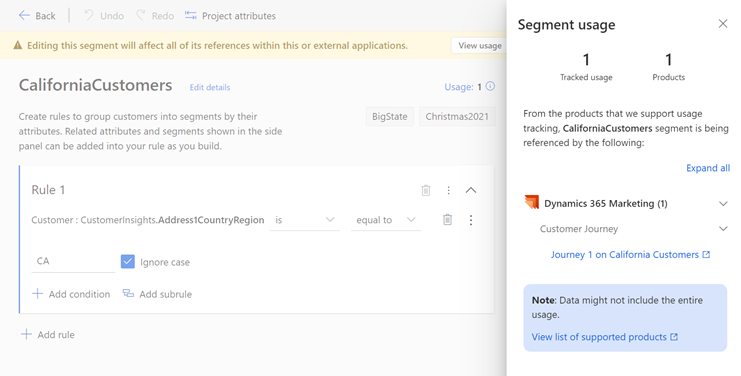 Back
Undo
Redo
Project attributes
Editing this segment will affect all of its references within this or external applications.
View usage
CaliforniaCustomers
Edit details
Usage: 1
Create rules to group customers into segments by their
attributes. Related attributes and segments shown in the side
panel can be added into your rule as you build.
BigState
Christmas2021
Rule 1
Customer : CustomerInsights.Address1CountryRegion
is
equal to
CA
Ignore case
Add condition
Add subrule
Add rule
Segment usage
1
1
Tracked usage
Products
From the products that we support usage
tracking, CaliforniaCustomers segment is being
referenced by the following:
Expand all
Dynamics 365 Marketing (1)
Customer Journey
Journey 1 on California Customers
Note: Data might not include the entire
usage.
View list of supported products